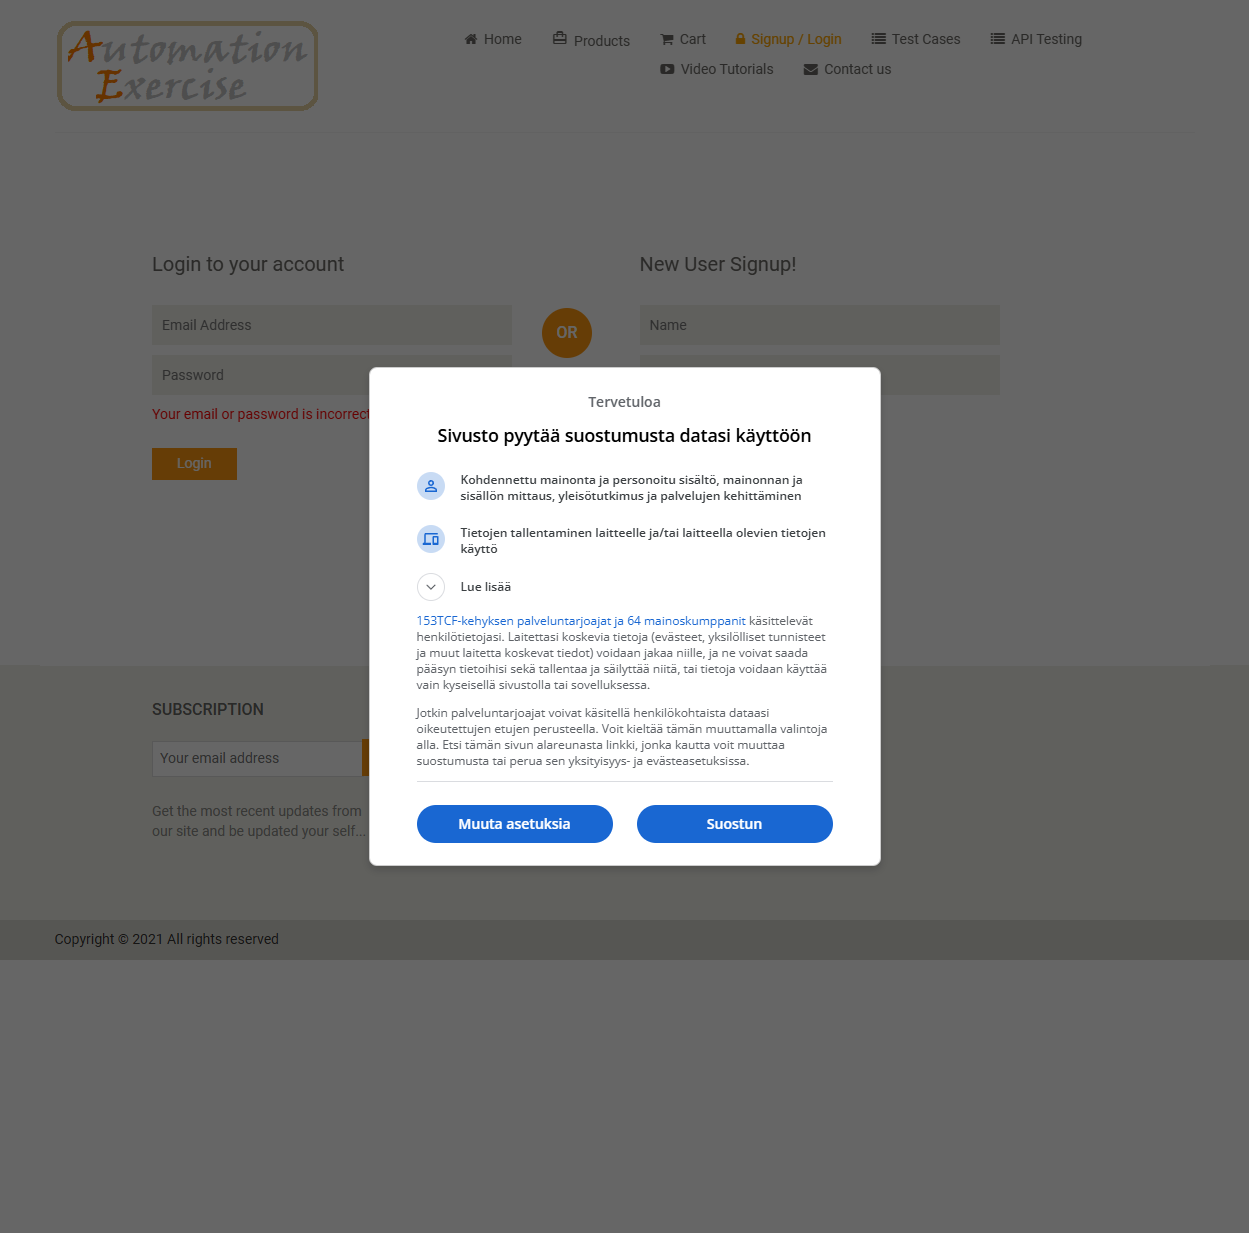 Automation
Exercise
Home
Products
Cart
Signup / Login
Test Cases
API Testing
Video Tutorials
Contact us
Login to your account
New User Signup!
Email Address
OR
Name
Password
Your email or password is incorrect
Login
Tervetuloa
Sivusto pyytää suostumusta datasi käyttöön
Kohdennettu mainonta ja personoitu sisältö, mainonnan ja
sisällön mittaus, yleisötutkimus ja palvelujen kehittäminen
Tietojen tallentaminen laitteelle ja/tai laitteella olevien tietojen
käyttö
Lue lisää
153TCF-kehyksen palveluntarjoajat ja 64 mainoskumppanit käsittelevät
henkilötietojasi. Laitettasi koskevia tietoja (evästeet, yksilölliset tunnisteet
ja muut laitetta koskevat tiedot) voidaan jakaa niille, ja ne voivat saada
pääsyn tietoihisi sekä tallentaa ja säilyttää niitä, tai tietoja voidaan käyttää
vain kyseisellä sivustolla tai sovelluksessa.
Jotkin palveluntarjoajat voivat käsitellä henkilökohtaista dataasi
oikeutettujen etujen perusteella. Voit kieltää tämän muuttamalla valintoja
alla. Etsi tämän sivun alareunasta linkki, jonka kautta voit muuttaa
suostumusta tai perua sen yksityisyys- ja evästeasetuksissa.
Muuta asetuksia
Suostun
SUBSCRIPTION
Your email address
Get the most recent updates from
our site and be updated your self...
Copyright © 2021 All rights reserved